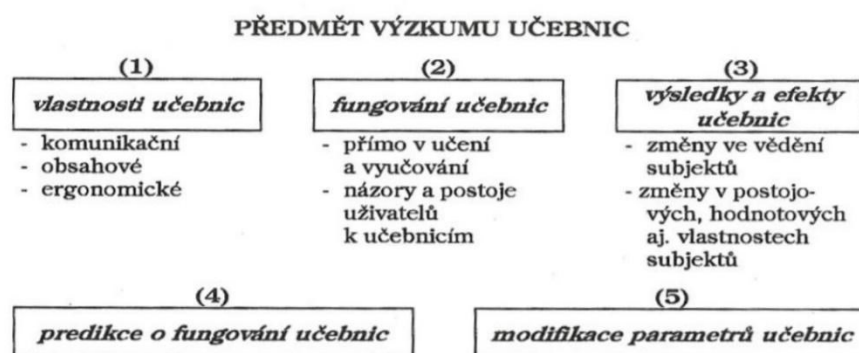 PŘEDMĚT VÝZKUMU UČEBNIC
(1)
vlastnosti učebnic
- komunikační
- obsahové
- ergonomické
(2)
fungování učebnic
- přímo v učení
a vyučování
- názory a postoje
uživatelů
k učebnicím
(3)
výsledky a efekty
učebnic
- změny ve vědění
subjektů
- změny v postojo-
vých, hodnotových
aj. vlastnostech
subjektů
(4)
predikce o fungování učebnic
(5)
modifikace parametrů učebnic